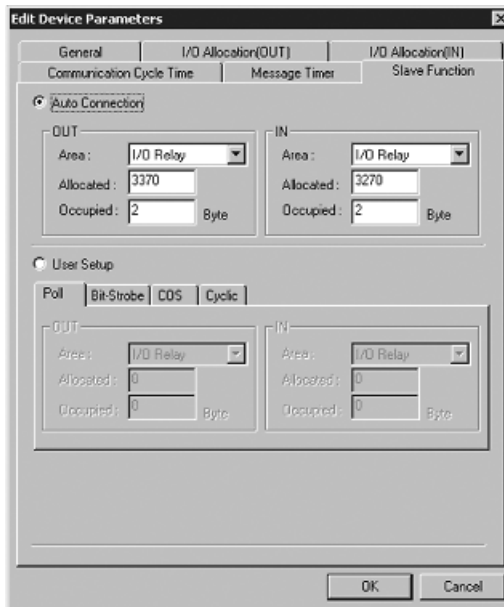 Edit Device Parameters
General I/O Allocation(OUT) I/O Allocation(IN)
Communication Cycle Time Message Timer Slave Function
Auto Connection
OUT IN
Area : I/O Relay Area : I/O Relay
Allocated : 3370 Allocated : 3270
Occupied : 2 Byte Occupied : 2 Byte
User Setup
Poll Bit-Strobe COS Cyclic
OUT IN
Area : I/O Relay Area : I/O Relay
Allocated : 0 Allocated : 0
Occupied : 0 Byte Occupied : 0 Byte
OK Cancel